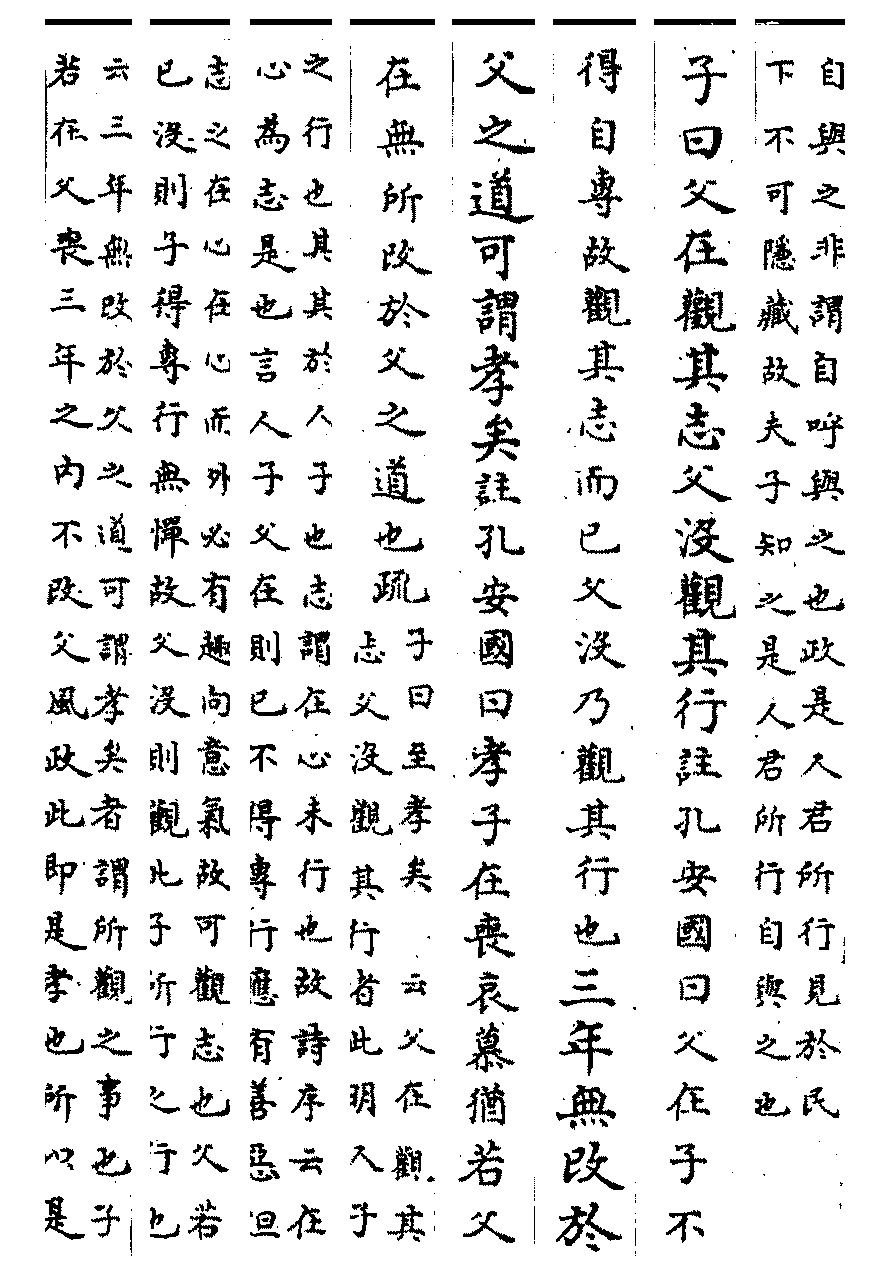 自與之非謂自呼與之也政是人君所行見於民
下不可隱藏故夫子知之是人君所行自與之也
子曰父在觀其志父沒觀其行註孔安國曰父在子不
得自專故觀其志而已父沒乃觀其行也三年無改於
父之道可謂孝矣註孔安國曰孝子在喪哀慕猶若父
在無所改於父之道也疏
子曰至孝矣 云父在觀其
志父沒觀其行者此明人子
之行也其其於人子也志謂在心未行也故詩序云在
心為志是也言人子父在則已不得專行應有善惡但
志之在心在心而外必有趣向意氣故可觀志也父若
已沒則子得專行無憚故父沒則觀此子所行之行也
云三年無改於父之道可謂孝矣者謂所觀之事也子
若在父喪三年之內不改父風政此即是孝也所以是